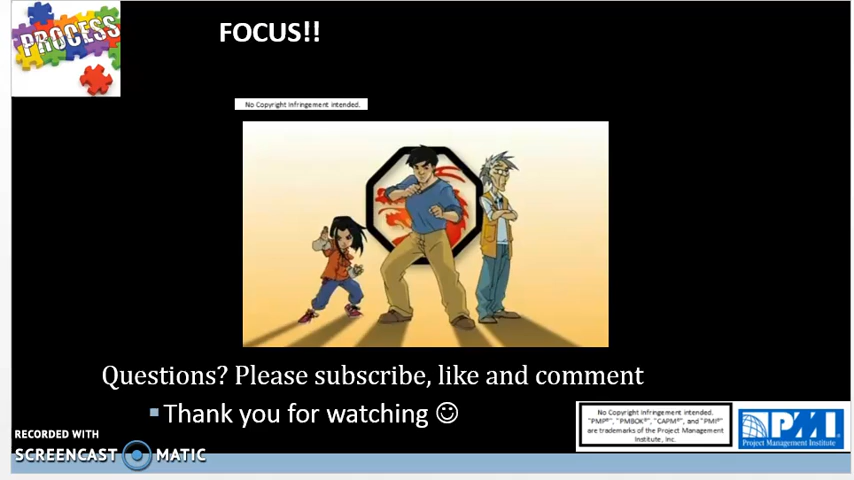 PROCESS
FOCUS!!
No Copyright Infringement intended.
Questions? Please subscribe, like and comment
▪ Thank you for watching ☺
No Copyright Infringement intended.
"PMP®", "PMBOK®", "CAPM®", and "PMI®"
are trademarks of the Project Management
Institute, Inc.
PMI
Project Management Institute
RECORDED WITH
SCREENCAST MATIC